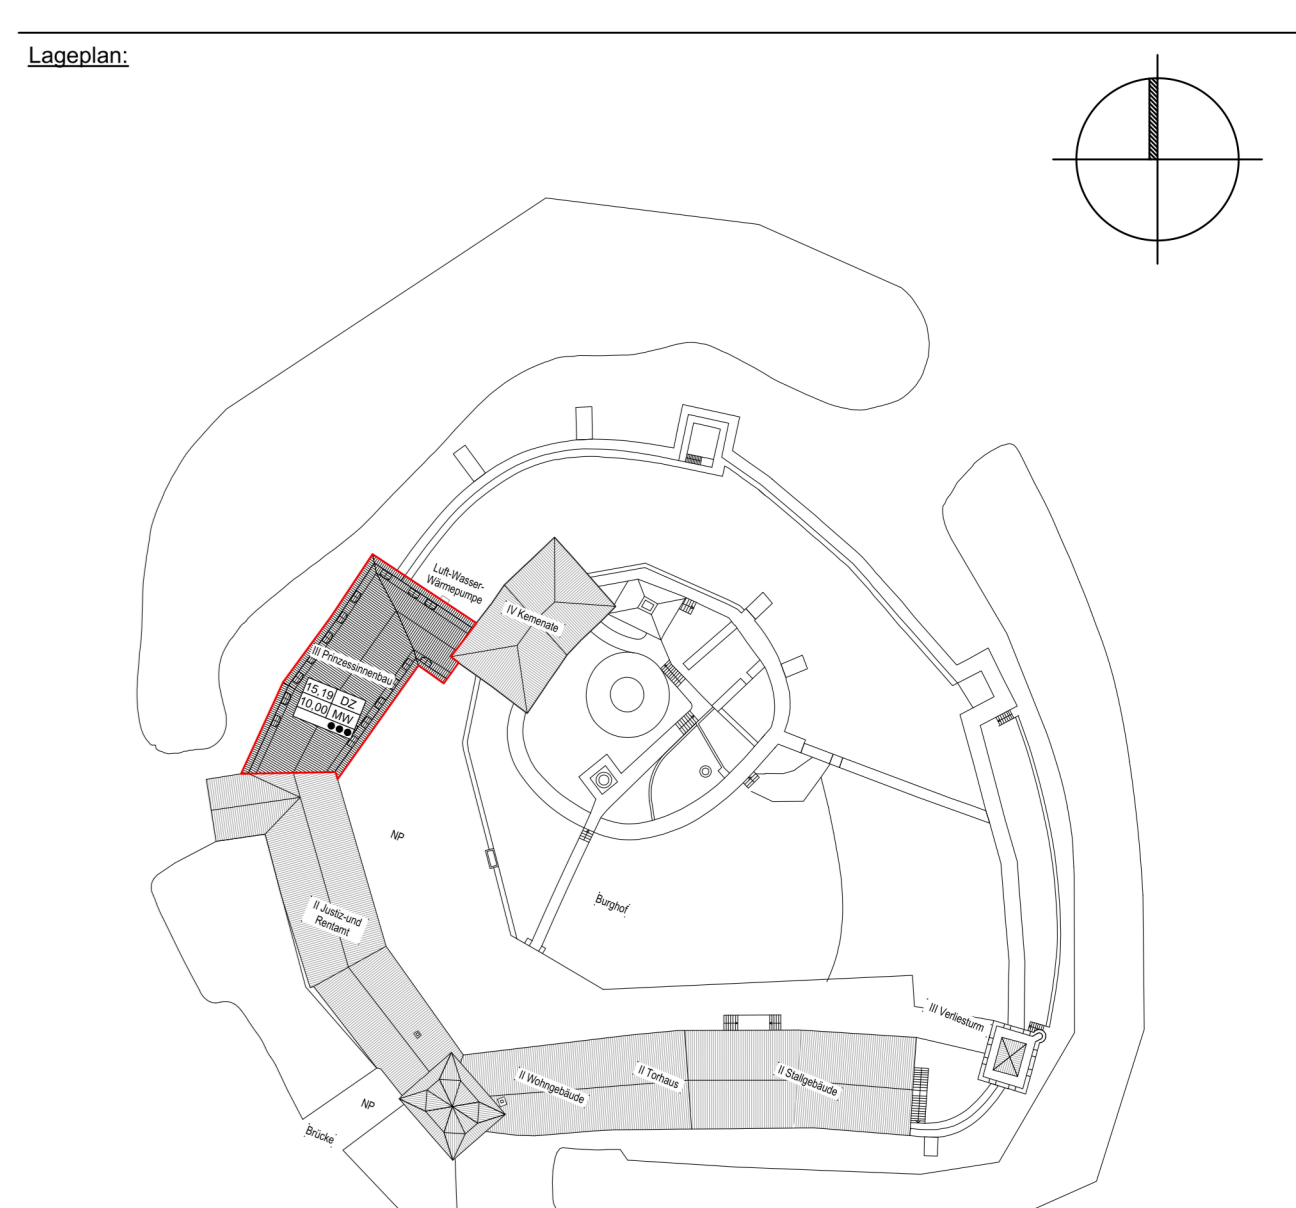 Lageplan:
Luft-Wasser-
Wärmepumpe
IV Kemenate
III Prinzessinnenbau
15,19 DZ
10,00 MW
NP
II Justiz-und
Rentamt
Burghof
III Verliesturm
II Wohngebäude
II Torhaus
II Stallgebäude
NP
Brücke